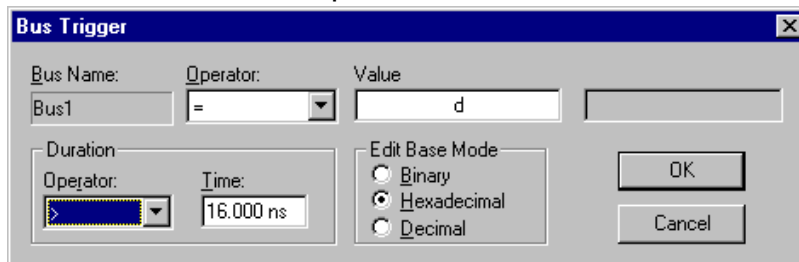 Bus Trigger
Bus Name: Operator: Value
Bus1 = d
Duration Edit Base Mode
Operator: Time: Binary OK
> 16.000 ns Hexadecimal
Decimal Cancel